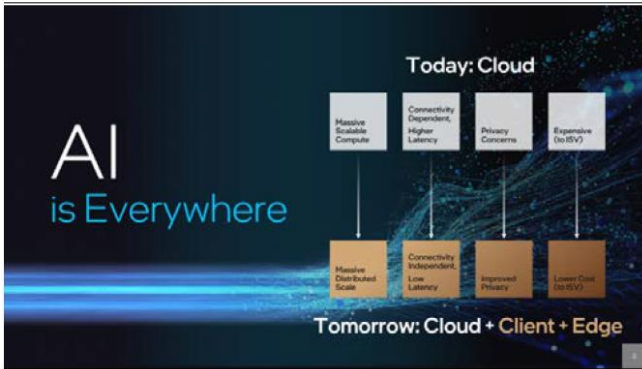 AI
is Everywhere
Today: Cloud
Massive
Scalable
Compute
Connectivity
Dependent,
Higher
Latency
Privacy
Concerns
Expensive
(to ISV)
Massive
Distributed
Scale
Connectivity
Independent,
Low
Latency
Improved
Privacy
Lower Cost
(to ISV)
Tomorrow: Cloud + Client + Edge